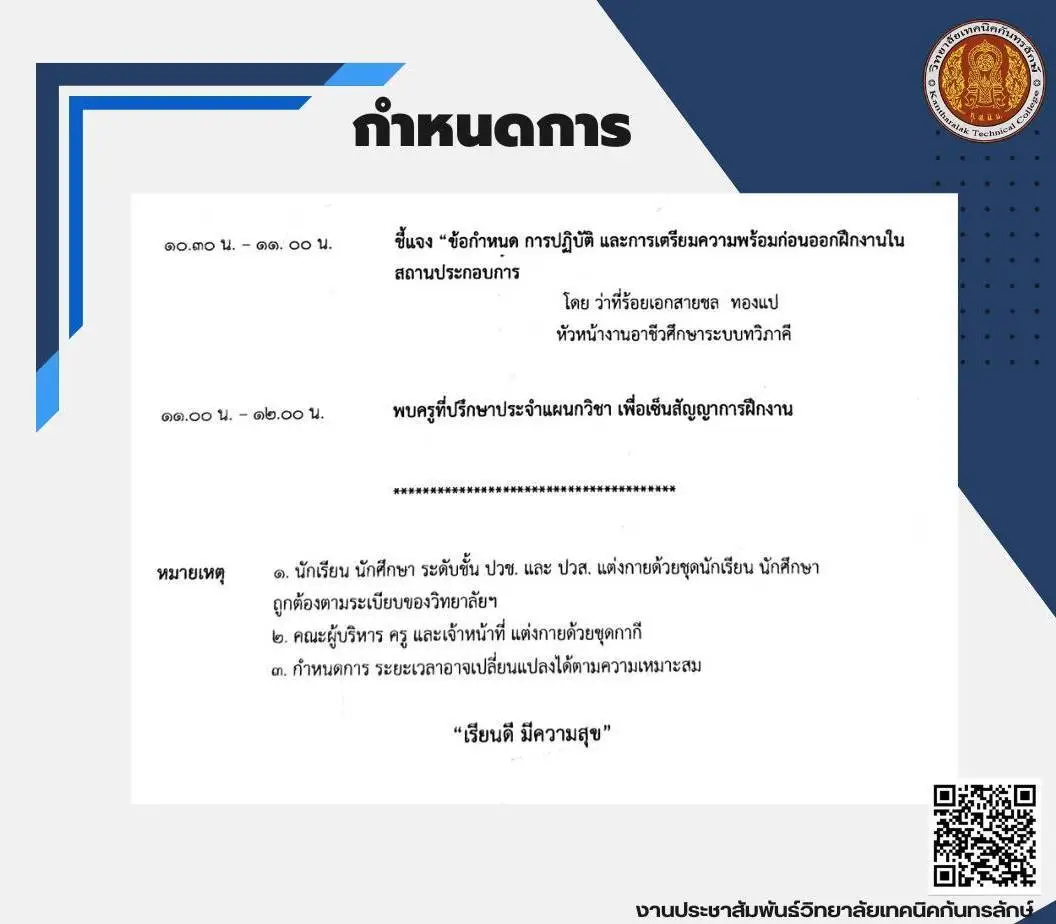 วิทยาลัยเทคนิคกันทรลักษ์
Kantharalak Technical College
กำหนดการ
๑๐.๓๐ น. – ๑๑. ๐๐ น. ชี้แจง “ข้อกำหนด การปฏิบัติ และการเตรียมความพร้อมก่อนออกฝึกงานใน
สถานประกอบการ
โดย ว่าที่ร้อยเอกสายชล ทองแป
หัวหน้างานอาชีวศึกษาระบบทวิภาคี
๑๑.๐๐ น. – ๑๒.๐๐ น. พบครูที่ปรึกษาประจำแผนกวิชา เพื่อเซ็นสัญญาการฝึกงาน
***************************************
หมายเหตุ ๑. นักเรียน นักศึกษา ระดับชั้น ปวช. และ ปวส. แต่งกายด้วยชุดนักเรียน นักศึกษา
ถูกต้องตามระเบียบของวิทยาลัยฯ
๒. คณะผู้บริหาร ครู และเจ้าหน้าที่ แต่งกายด้วยชุดกากี
๓. กำหนดการ ระยะเวลาอาจเปลี่ยนแปลงได้ตามความเหมาะสม
“เรียนดี มีความสุข”
งานประชาสัมพันธ์วิทยาลัยเทคนิคกันทรลักษ์